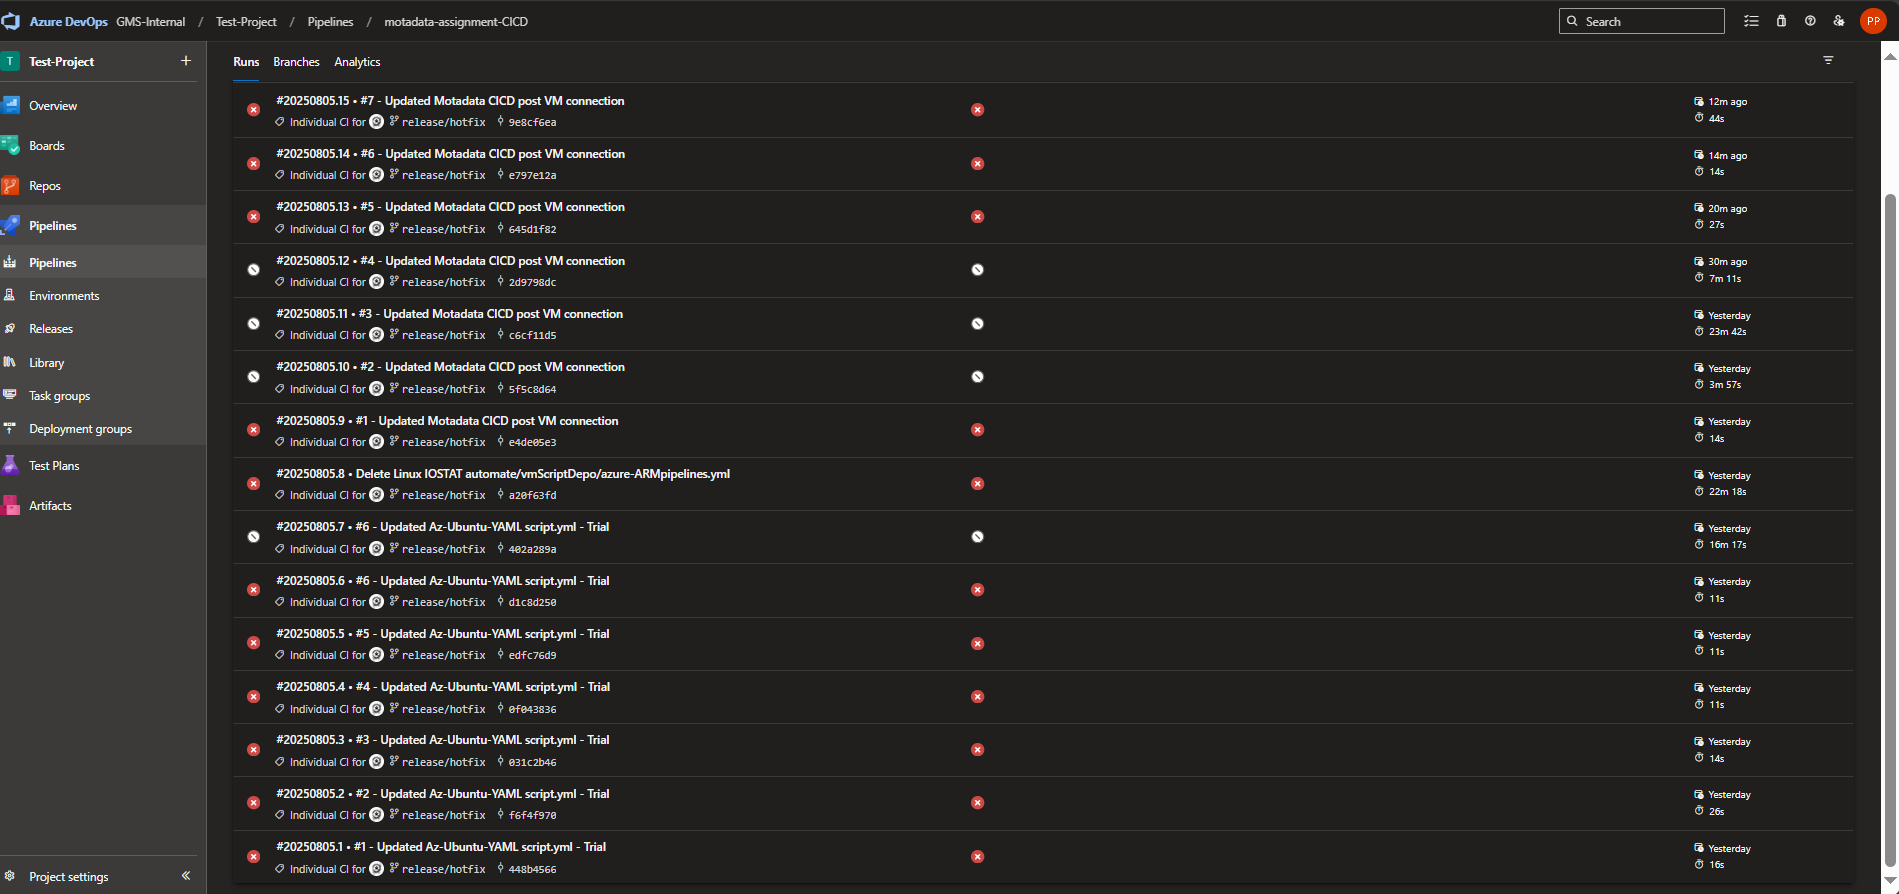 Azure DevOps GMS-Internal / Test-Project / Pipelines / motadata-assignment-CICD
Search
PP
T Test-Project +
Overview
Boards
Repos
Pipelines
Pipelines
Environments
Releases
Library
Task groups
Deployment groups
Test Plans
Artifacts
Project settings
Runs Branches Analytics
#20250805.15 • #7 - Updated Motadata CICD post VM connection
Individual CI for release/hotfix 9e8cf6ea
12m ago
44s
#20250805.14 • #6 - Updated Motadata CICD post VM connection
Individual CI for release/hotfix e797e12a
14m ago
14s
#20250805.13 • #5 - Updated Motadata CICD post VM connection
Individual CI for release/hotfix 645d1f82
20m ago
27s
#20250805.12 • #4 - Updated Motadata CICD post VM connection
Individual CI for release/hotfix 2d9798dc
30m ago
7m 11s
#20250805.11 • #3 - Updated Motadata CICD post VM connection
Individual CI for release/hotfix c6cf11d5
Yesterday
23m 42s
#20250805.10 • #2 - Updated Motadata CICD post VM connection
Individual CI for release/hotfix 5f5c8d64
Yesterday
3m 57s
#20250805.9 • #1 - Updated Motadata CICD post VM connection
Individual CI for release/hotfix e4de05e3
Yesterday
14s
#20250805.8 • Delete Linux IOSTAT automate/vmScriptDepo/azure-ARMpipelines.yml
Individual CI for release/hotfix a20f63fd
Yesterday
22m 18s
#20250805.7 • #6 - Updated Az-Ubuntu-YAML script.yml - Trial
Individual CI for release/hotfix 402a289a
Yesterday
16m 17s
#20250805.6 • #6 - Updated Az-Ubuntu-YAML script.yml - Trial
Individual CI for release/hotfix d1c8d250
Yesterday
11s
#20250805.5 • #5 - Updated Az-Ubuntu-YAML script.yml - Trial
Individual CI for release/hotfix edfc76d9
Yesterday
11s
#20250805.4 • #4 - Updated Az-Ubuntu-YAML script.yml - Trial
Individual CI for release/hotfix 0f043836
Yesterday
11s
#20250805.3 • #3 - Updated Az-Ubuntu-YAML script.yml - Trial
Individual CI for release/hotfix 031c2b46
Yesterday
14s
#20250805.2 • #2 - Updated Az-Ubuntu-YAML script.yml - Trial
Individual CI for release/hotfix f6f4f970
Yesterday
26s
#20250805.1 • #1 - Updated Az-Ubuntu-YAML script.yml - Trial
Individual CI for release/hotfix 448b4566
Yesterday
16s